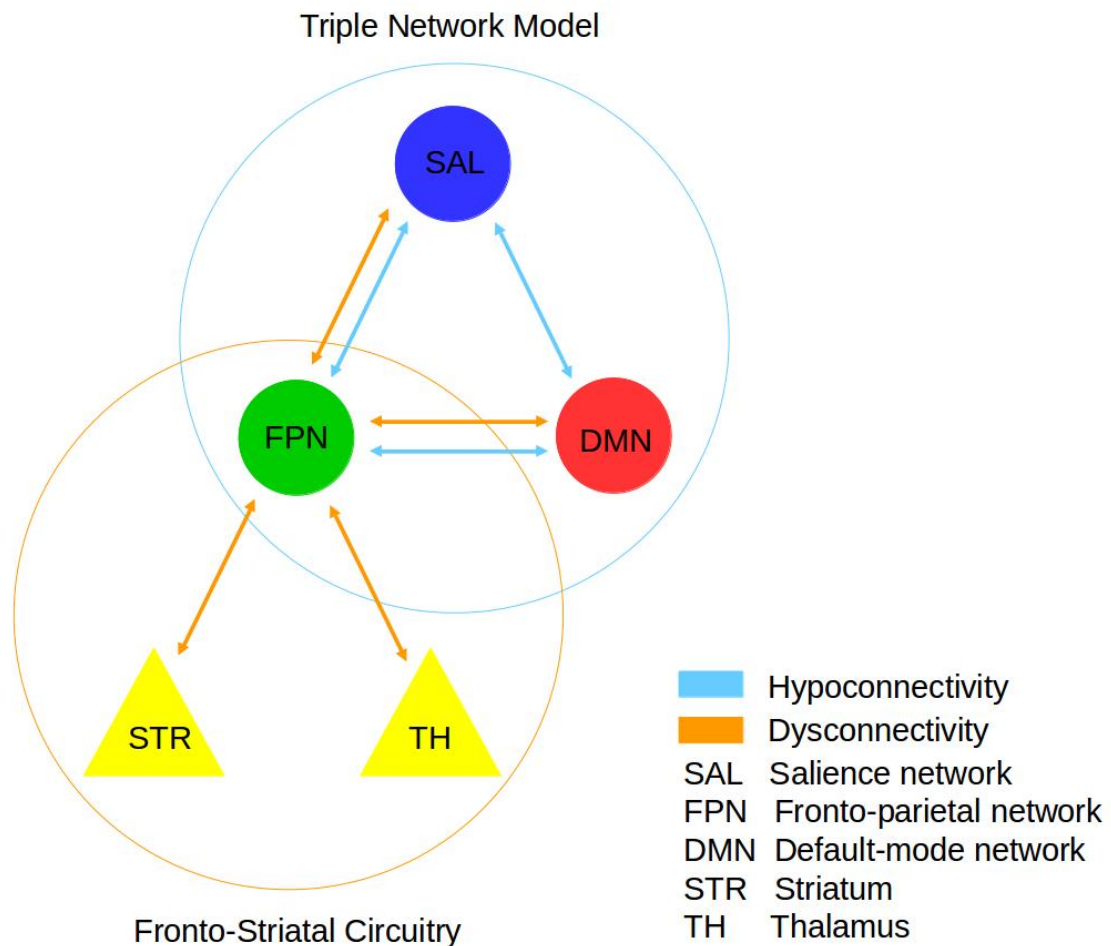 Triple Network Model
SAL
FPN
DMN
STR
TH
Hypoconnectivity
Dysconnectivity
SAL Salience network
FPN Fronto-parietal network
DMN Default-mode network
STR Striatum
TH Thalamus
Fronto-Striatal Circuitry